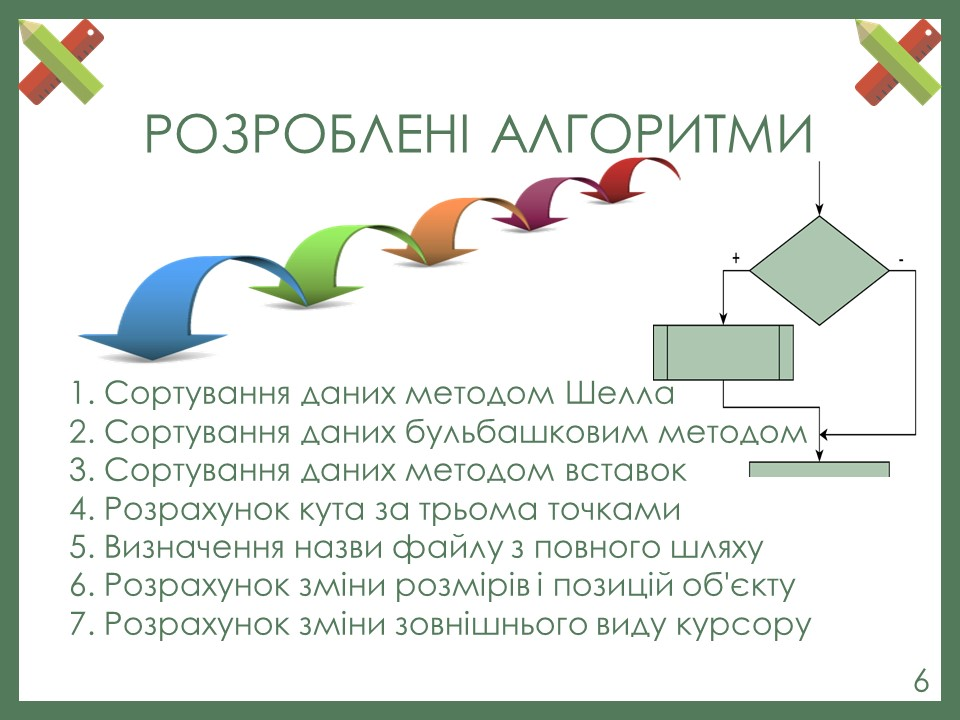 РОЗРОБЛЕНІ АЛГОРИТМИ
+ -
1. Сортування даних методом Шелла
2. Сортування даних бульбашковим методом
3. Сортування даних методом вставок
4. Розрахунок кута за трьома точками
5. Визначення назви файлу з повного шляху
6. Розрахунок зміни розмірів і позицій об'єкту
7. Розрахунок зміни зовнішнього виду курсору
6